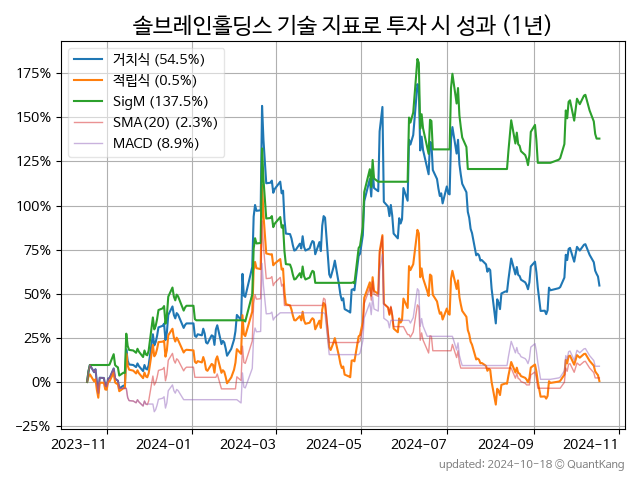 솔브레인홀딩스 기술 지표로 투자 시 성과 (1년)
거치식 (54.5%)
적립식 (0.5%)
SigM (137.5%)
SMA(20) (2.3%)
MACD (8.9%)
175%
150%
125%
100%
75%
50%
25%
0%
−25%
2023-11
2024-01
2024-03
2024-05
2024-07
2024-09
2024-11
updated: 2024-10-18 © QuantKang